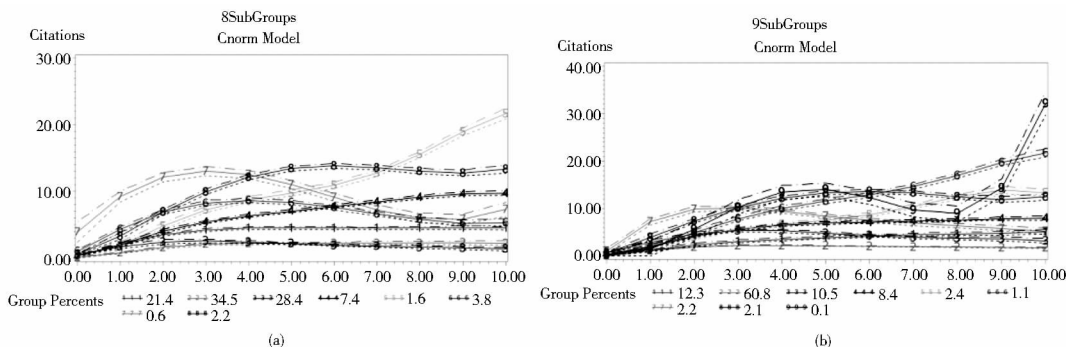 8SubGroups
Cnorm Model
Citations
30.00
20.00
10.00
0.00
0.00 1.00 2.00 3.00 4.00 5.00 6.00 7.00 8.00 9.00 10.00
Group Percents 21.4 34.5 28.4 7.4 1.6 3.8
0.6 2.2
(a)
9SubGroups
Cnorm Model
Citations
40.00
30.00
20.00
10.00
0.00
0.00 1.00 2.00 3.00 4.00 5.00 6.00 7.00 8.00 9.00 10.00
Group Percents 12.3 60.8 10.5 8.4 2.4 1.1
2.2 2.1 0.1
(b)